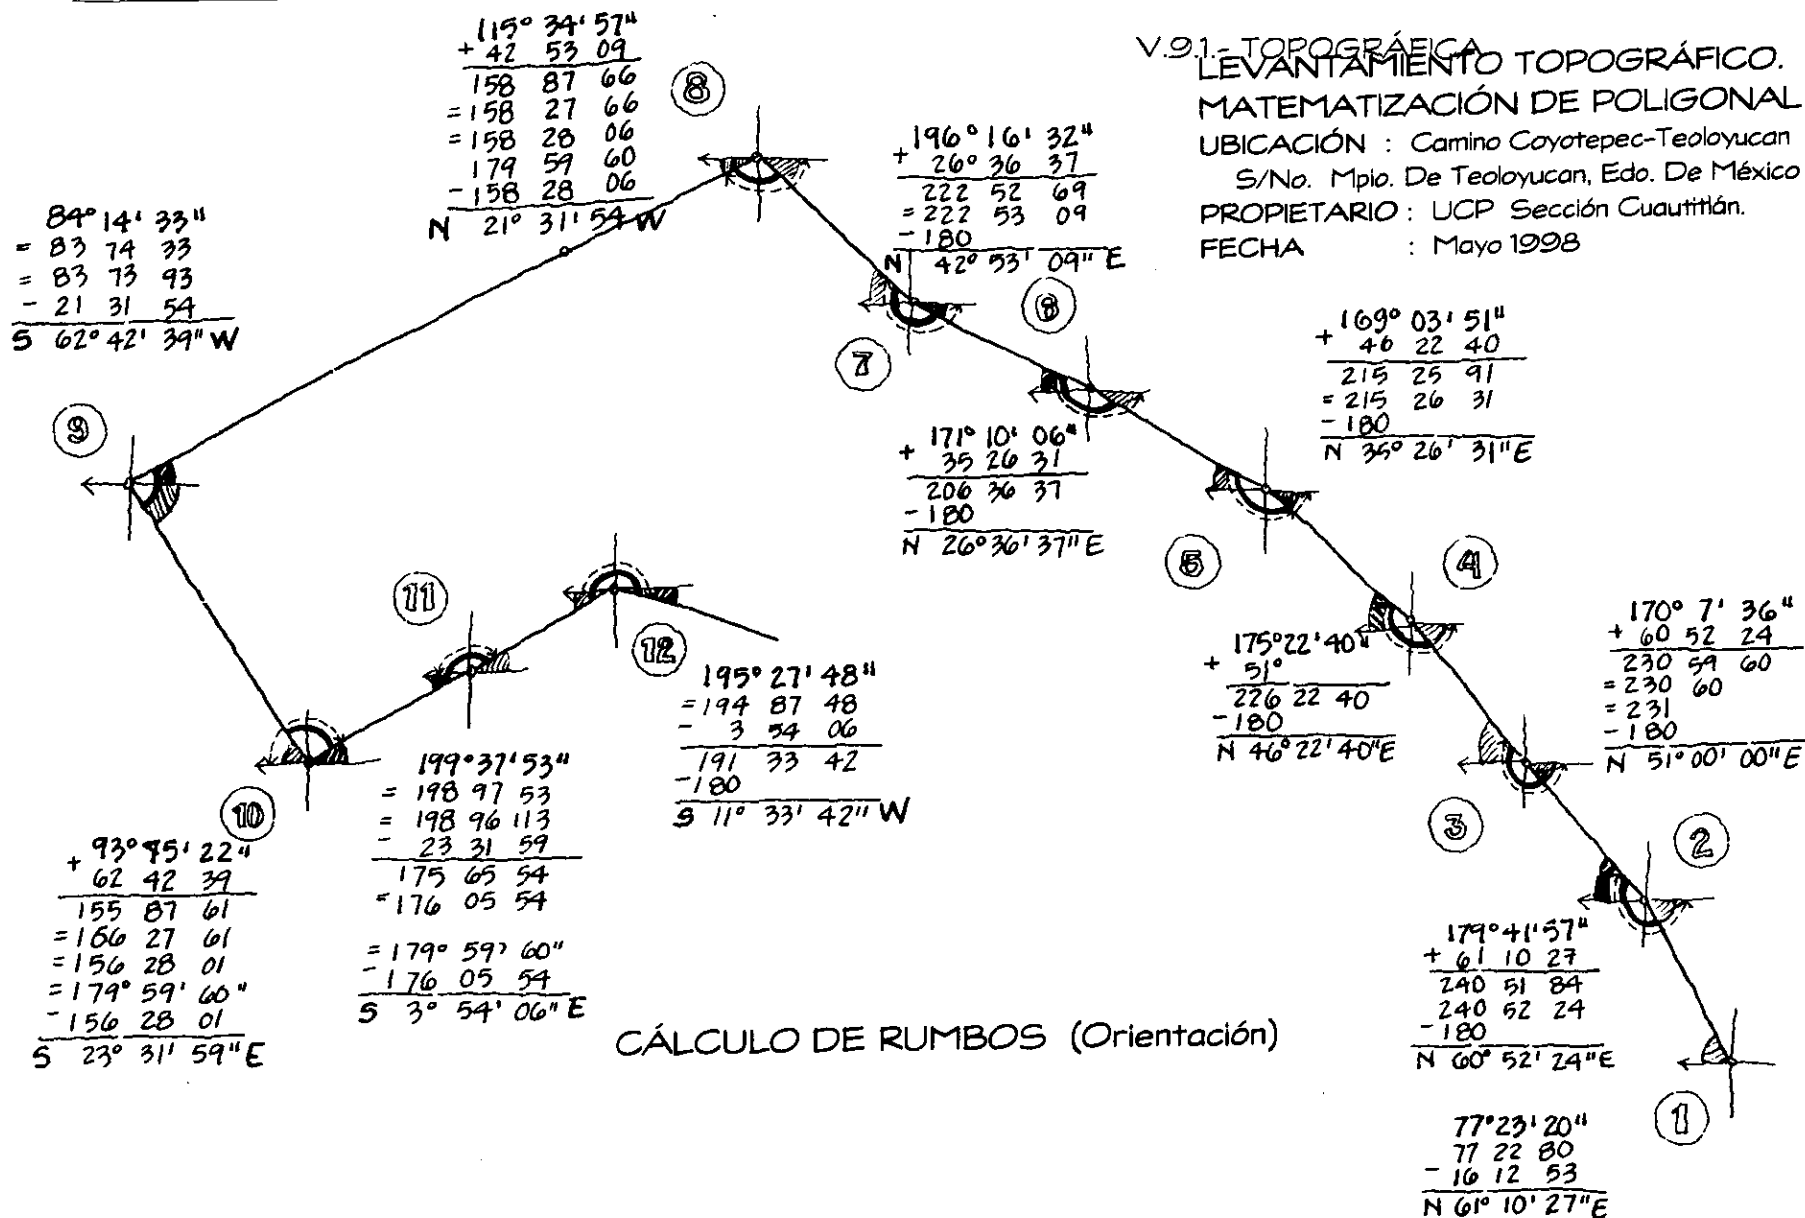 V.9.1.- TOPOGRÁFICA
LEVANTAMIENTO TOPOGRÁFICO.
MATEMATIZACIÓN DE POLIGONAL
UBICACIÓN : Camino Coyotepec-Teoloyucan
S/No. Mpio. De Teoloyucan, Edo. De México
PROPIETARIO : UCP Sección Cuautitlán.
FECHA : Mayo 1998
115° 34' 57"
+ 42 53 09
158 87 66
= 158 27 66
= 158 28 06
179 59 60
- 158 28 06
N 21° 31' 54 W
8
196° 16' 32"
+ 26° 36 37
222 52 69
= 222 53 09
- 180
N 42° 53' 09" E
84° 14' 33"
= 83 74 33
= 83 73 93
- 21 31 54
S 62° 42' 39" W
9
7
6
169° 03' 51"
+ 46 22 40
215 25 91
= 215 26 31
- 180
N 35° 26' 31" E
171° 10' 06"
+ 35 26 31
206 36 37
- 180
N 26° 36' 37" E
5
4
11
12
10
175° 22' 40"
+ 51°
226 22 40
- 180
N 46° 22' 40" E
170° 7' 36"
+ 60 52 24
230 59 60
= 230 60
= 231
- 180
N 51° 00' 00" E
195° 27' 48"
= 194 87 48
- 3 54 06
191 33 42
- 180
S 11° 33' 42" W
199° 37' 53"
= 198 97 53
= 198 96 113
- 23 31 59
175 65 54
= 176 05 54
= 179° 59' 60"
- 176 05 54
S 3° 54' 06" E
93° 45' 22"
+ 62 42 39
155 87 61
= 156 27 61
= 156 28 01
= 179° 59' 60"
- 156 28 01
S 23° 31' 59" E
3
2
179° 41' 57"
+ 61 10 27
240 51 84
240 52 24
- 180
N 60° 52' 24" E
1
77° 23' 20"
77 22 80
- 16 12 53
N 61° 10' 27" E
CÁLCULO DE RUMBOS (Orientación)